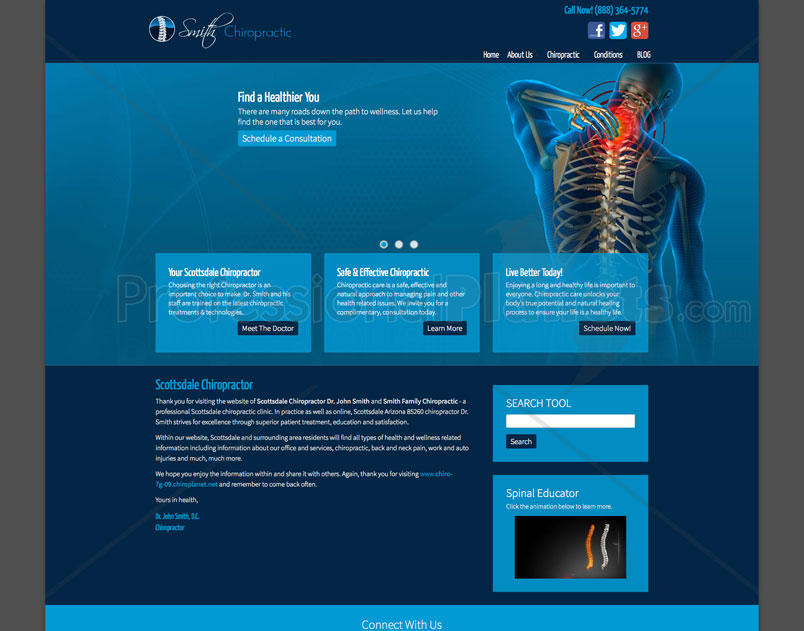 Smith Chiropractic
Call Now! (888) 364-5774
f
g+
Home About Us Chiropractic Conditions BLOG
Find a Healthier You
There are many roads down the path to wellness. Let us help
find the one that is best for you.
Schedule a Consultation
Your Scottsdale Chiropractor
Choosing the right Chiropractor is an
important choice to make. Dr. Smith and his
staff are trained on the latest chiropractic
treatments & technologies.
Meet The Doctor
Safe & Effective Chiropractic
Chiropractic care is a safe, effective and
natural approach to managing pain and other
health related issues. We invite you for a
complimentary, consultation today.
Learn More
Live Better Today!
Enjoying a long and healthy life is important to
everyone. Chiropractic care unlocks your
body's true potential and natural healing
process to ensure your life is a healthy life.
Schedule Now!
ProfessionalPlanets.com
Scottsdale Chiropractor
Thank you for visiting the website of Scottsdale Chiropractor Dr. John Smith and Smith Family Chiropractic - a
professional Scottsdale chiropractic clinic. In practice as well as online, Scottsdale Arizona 85260 chiropractor Dr.
Smith strives for excellence through superior patient treatment, education and satisfaction.
Within our website, Scottsdale and surrounding area residents will find all types of health and wellness related
information including information about our office and services, chiropractic, back and neck pain, work and auto
injuries and much, much more.
We hope you enjoy the information within and share it with others. Again, thank you for visiting www.chiro-
7g-09.chiroplanet.net and remember to come back often.
Yours in health,
Dr. John Smith, D.C.
Chiropractor
SEARCH TOOL
Search
Spinal Educator
Click the animation below to learn more.
Connect With Us